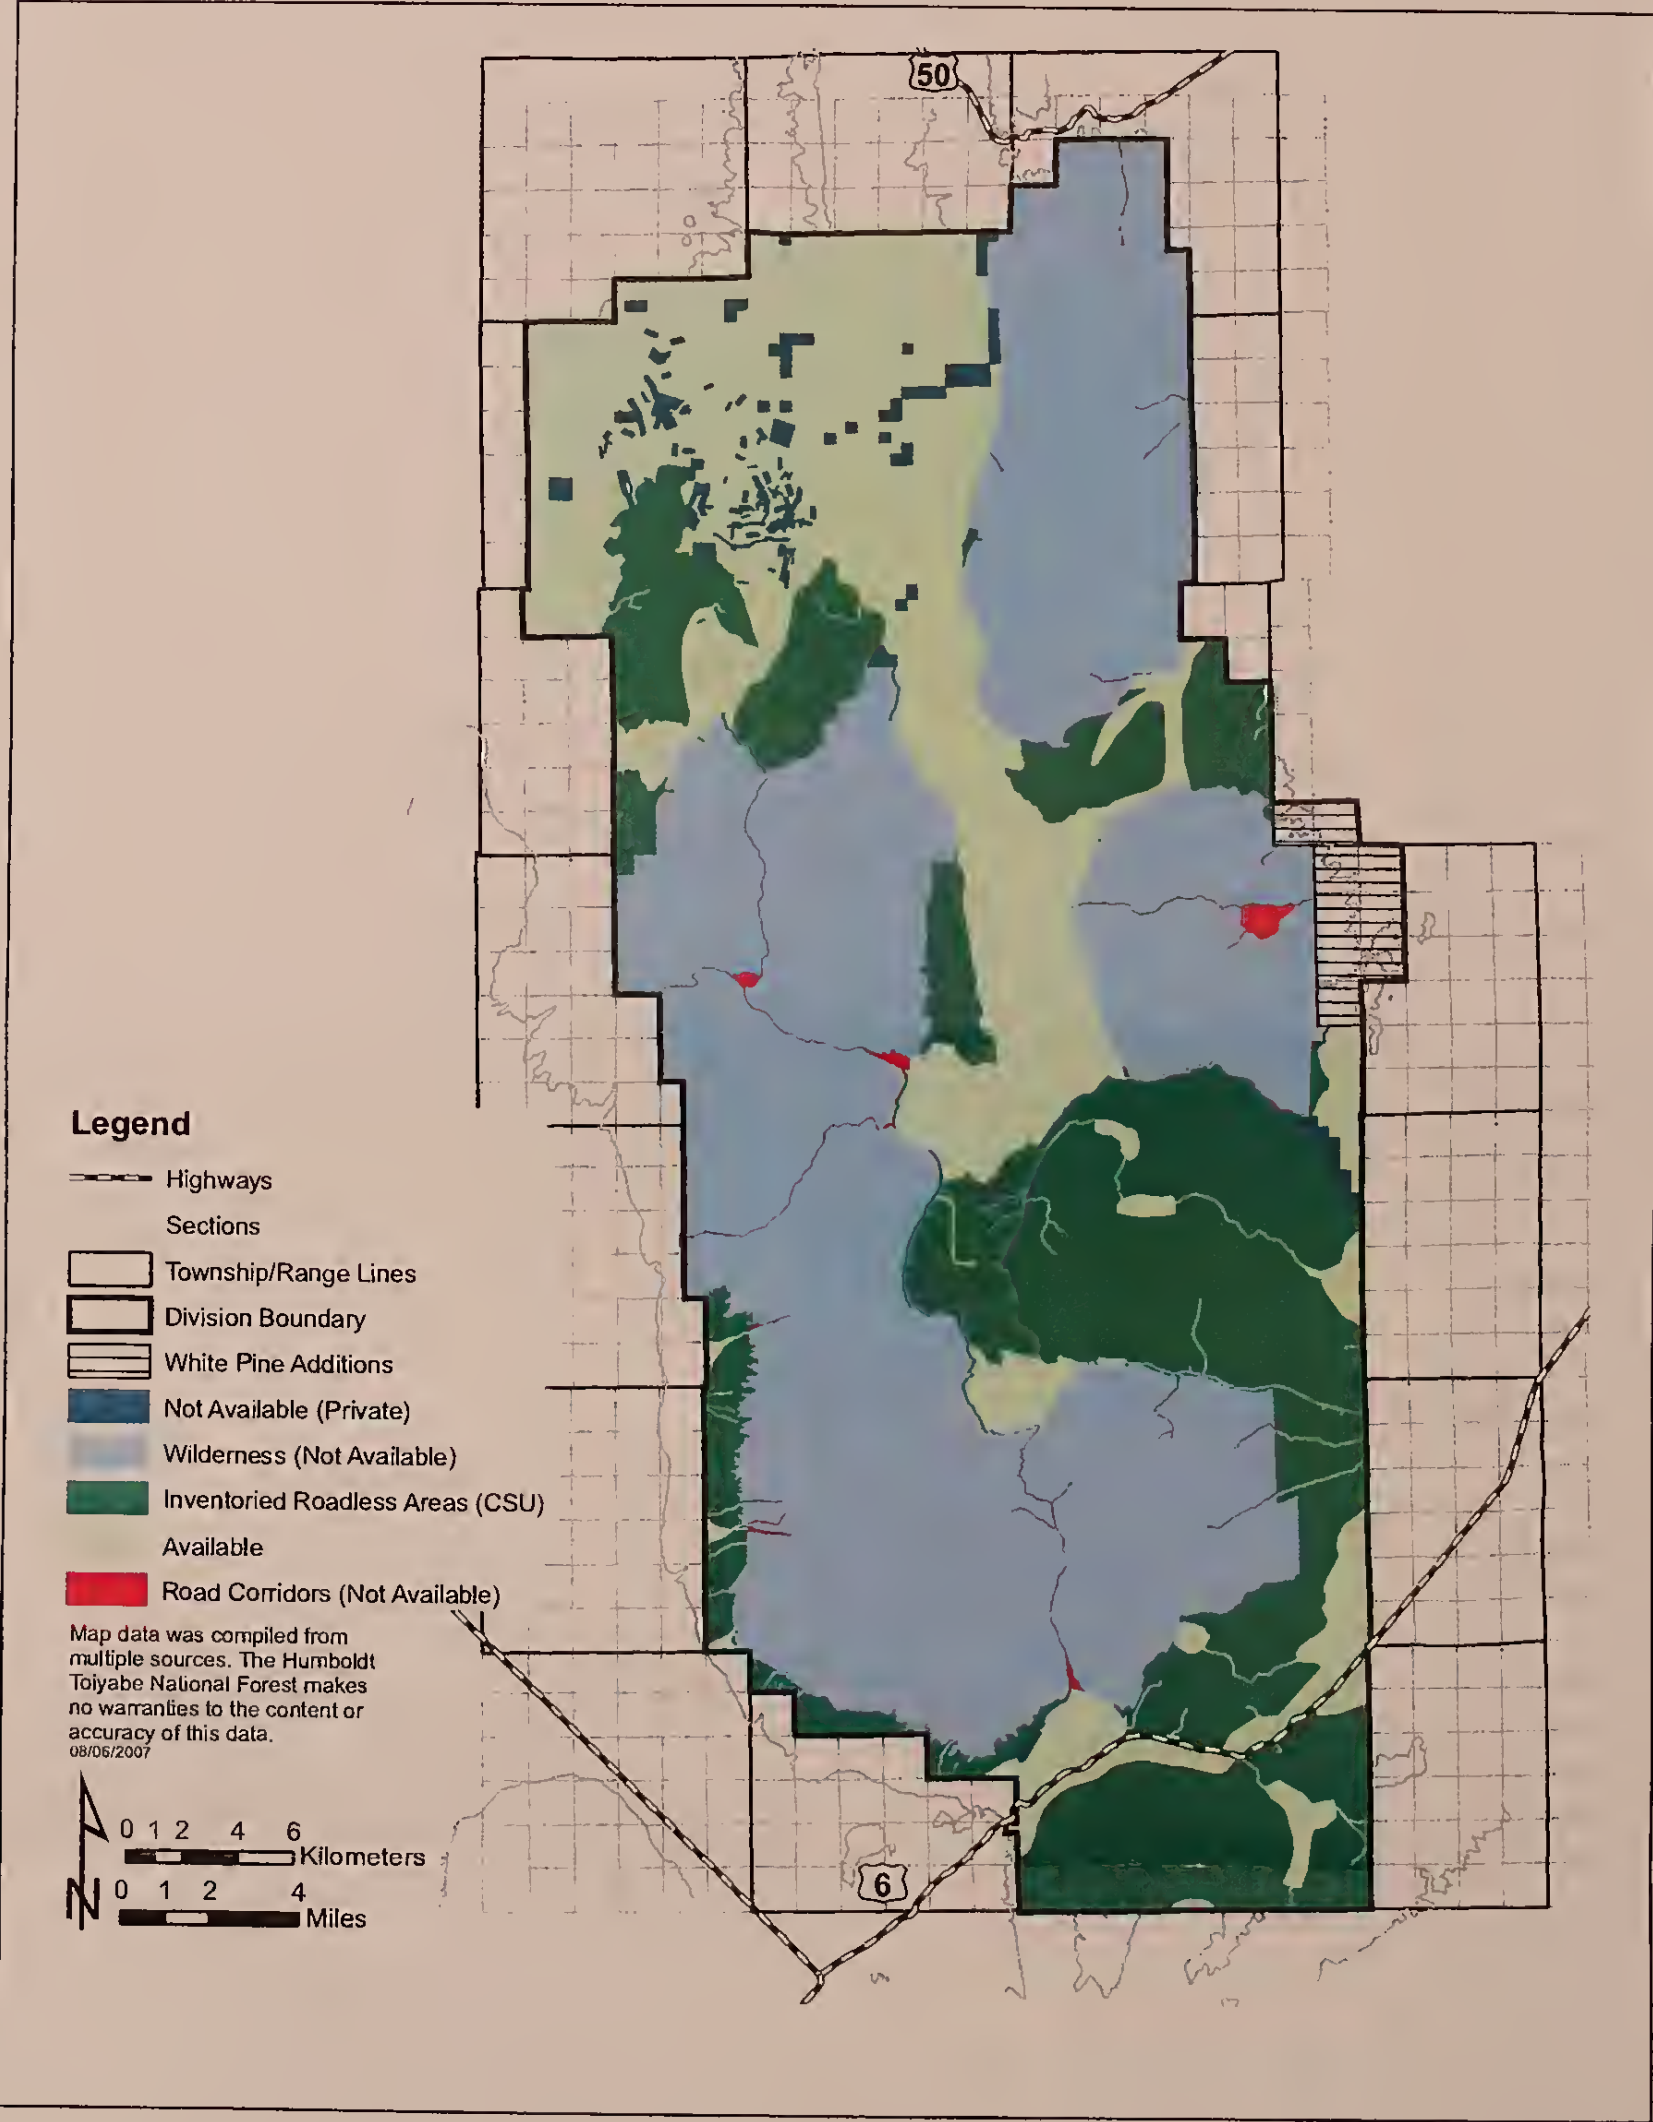 50
Legend
Highways
Sections
Township/Range Lines
Division Boundary
White Pine Additions
Not Available (Private)
Wilderness (Not Available)
Inventoried Roadless Areas (CSU)
Available
Road Corridors (Not Available)
Map data was compiled from
multiple sources. The Humboldt
Toiyabe National Forest makes
no warranties to the content or
accuracy of this data.
08/06/2007
0 1 2 4 6
Kilometers
N
0 1 2 4
Miles
6